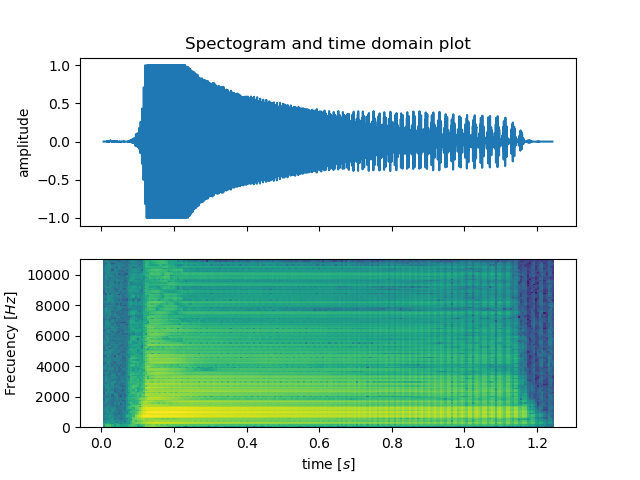 Spectogram and time domain plot
1.0
0.5
0.0
−0.5
−1.0
amplitude
10000
8000
6000
4000
2000
0
Frecuency [Hz]
0.0 0.2 0.4 0.6 0.8 1.0 1.2
time [s]